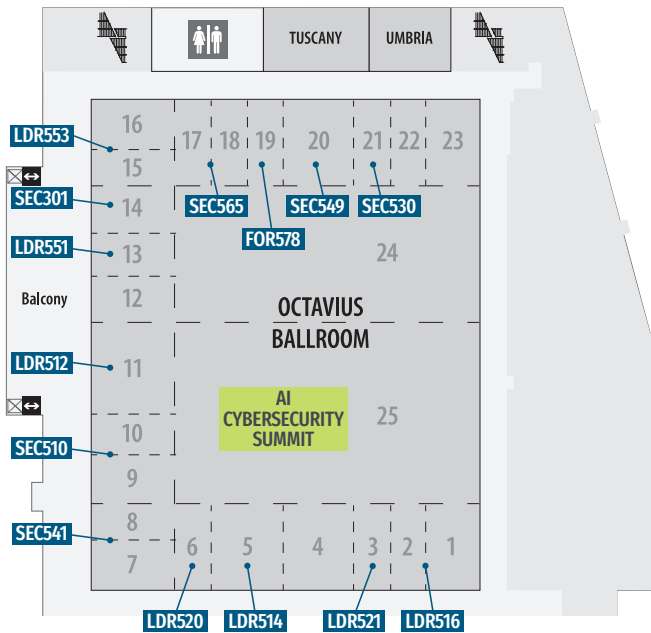 TUSCANY
UMBRIA
16
17
18
19
20
21
22
23
LDR553
15
SEC301
14
SEC565
SEC549
SEC530
FOR578
LDR551
13
24
Balcony
12
OCTAVIUS
BALLROOM
LDR512
11
AI
CYBERSECURITY
SUMMIT
25
10
SEC510
9
8
SEC541
7
6
5
4
3
2
1
LDR520
LDR514
LDR521
LDR516